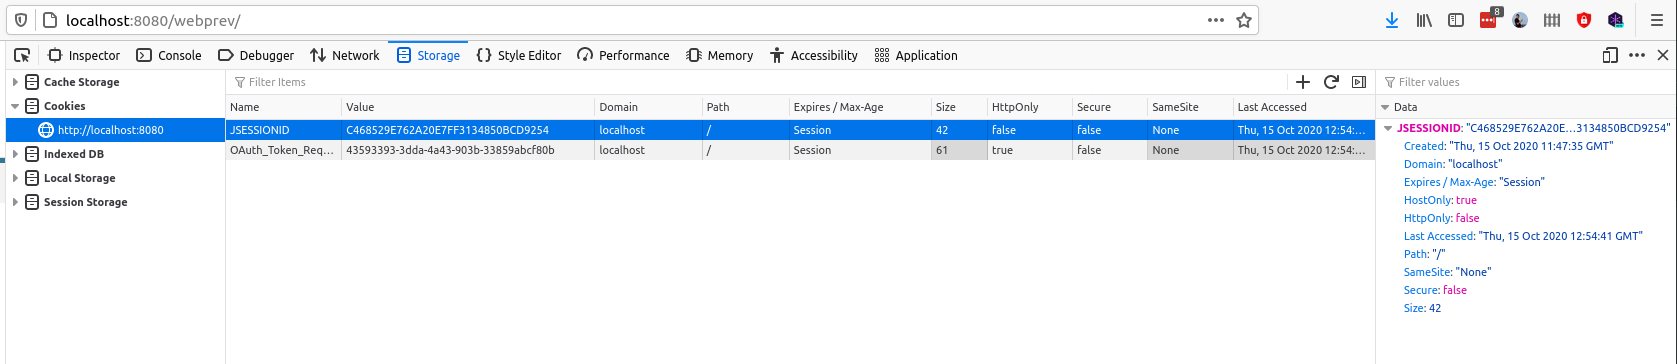 localhost:8080/webprev/
8
Inspector Console Debugger Network Storage Style Editor Performance Memory Accessibility Application
Cache Storage
Cookies
http://localhost:8080
Indexed DB
Local Storage
Session Storage
Filter Items
Name Value Domain Path Expires / Max-Age Size HttpOnly Secure SameSite Last Accessed
JSESSIONID C468529E762A20E7FF3134850BCD9254 localhost / Session 42 false false None Thu, 15 Oct 2020 12:54:...
OAuth_Token_Req... 43593393-3dda-4a43-903b-33859abcf80b localhost / Session 61 true false None Thu, 15 Oct 2020 12:54:...
Filter values
Data
JSESSIONID: "C468529E762A20E...3134850BCD9254"
Created: "Thu, 15 Oct 2020 11:47:35 GMT"
Domain: "localhost"
Expires / Max-Age: "Session"
HostOnly: true
HttpOnly: false
Last Accessed: "Thu, 15 Oct 2020 12:54:41 GMT"
Path: "/"
SameSite: "None"
Secure: false
Size: 42